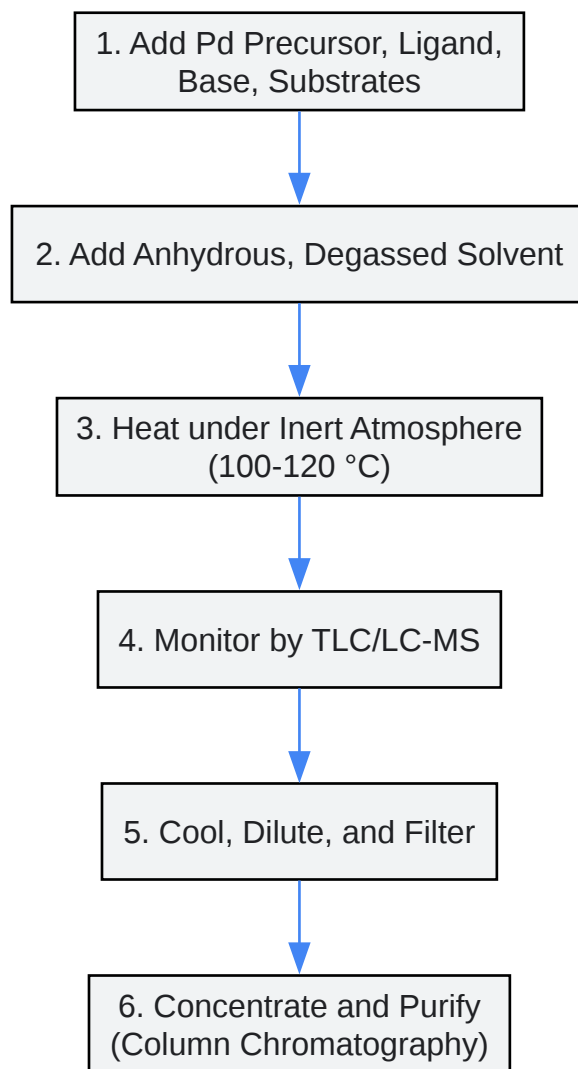 1. Add Pd Precursor, Ligand,
Base, Substrates
2. Add Anhydrous, Degassed Solvent
3. Heat under Inert Atmosphere
(100-120 °C)
4. Monitor by TLC/LC-MS
5. Cool, Dilute, and Filter
6. Concentrate and Purify
(Column Chromatography)